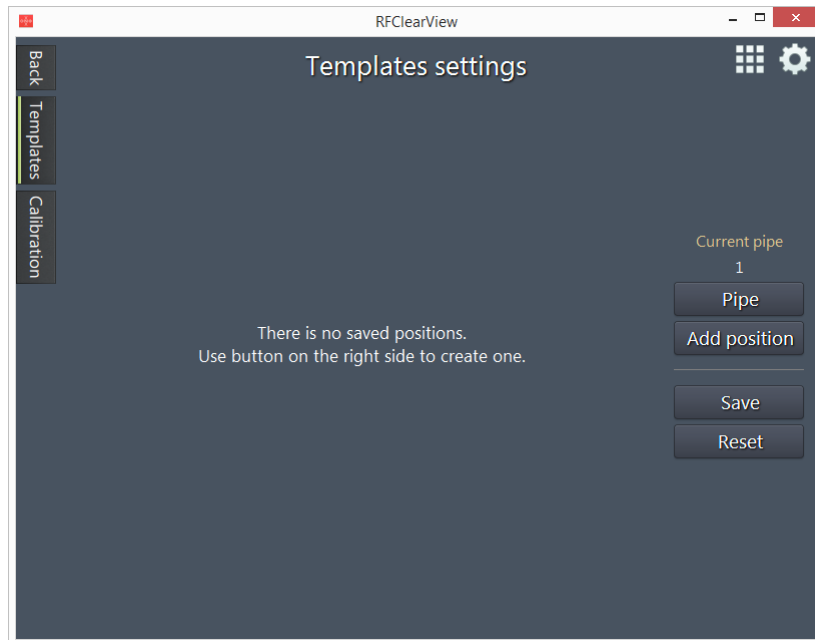 RFClearView
Templates settings
Back
Templates
Calibration
Current pipe
1
Pipe
Add position
There is no saved positions.
Use button on the right side to create one.
Save
Reset